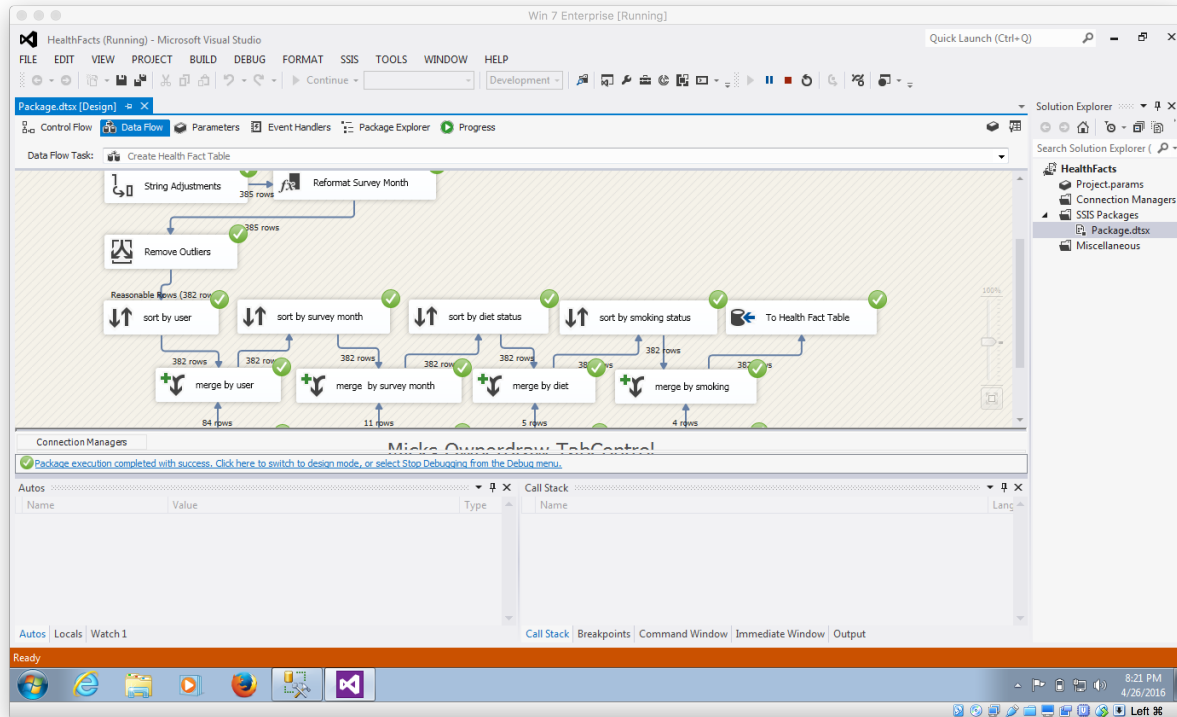 Win 7 Enterprise [Running]
HealthFacts (Running) - Microsoft Visual Studio
Quick Launch (Ctrl+Q)
FILE EDIT VIEW PROJECT BUILD DEBUG FORMAT SSIS TOOLS WINDOW HELP
Continue
Development
Package.dtsx [Design]
Solution Explorer
Control Flow Data Flow Parameters Event Handlers Package Explorer Progress
Search Solution Explorer (
Data Flow Task: Create Health Fact Table
HealthFacts
Project.params
Connection Managers
SSIS Packages
Package.dtsx
Miscellaneous
String Adjustments
385 rows
Reformat Survey Month
385 rows
Remove Outliers
Reasonable Rows (382 row
100%
sort by user
sort by survey month
sort by diet status
sort by smoking status
To Health Fact Table
382 rows
382 row
382 rows
382 row
382 rows
382 rows
merge by user
merge by survey month
merge by diet
merge by smoking
84 rows
11 rows
5 rows
4 rows
Connection Managers
Micks Ownerdraw TabControl
Package execution completed with success. Click here to switch to design mode, or select Stop Debugging from the Debug menu.
Autos
Call Stack
Name Value Type
Name Lang
Autos Locals Watch 1
Call Stack Breakpoints Command Window Immediate Window Output
Ready
8:21 PM
4/26/2016
Left ⌘